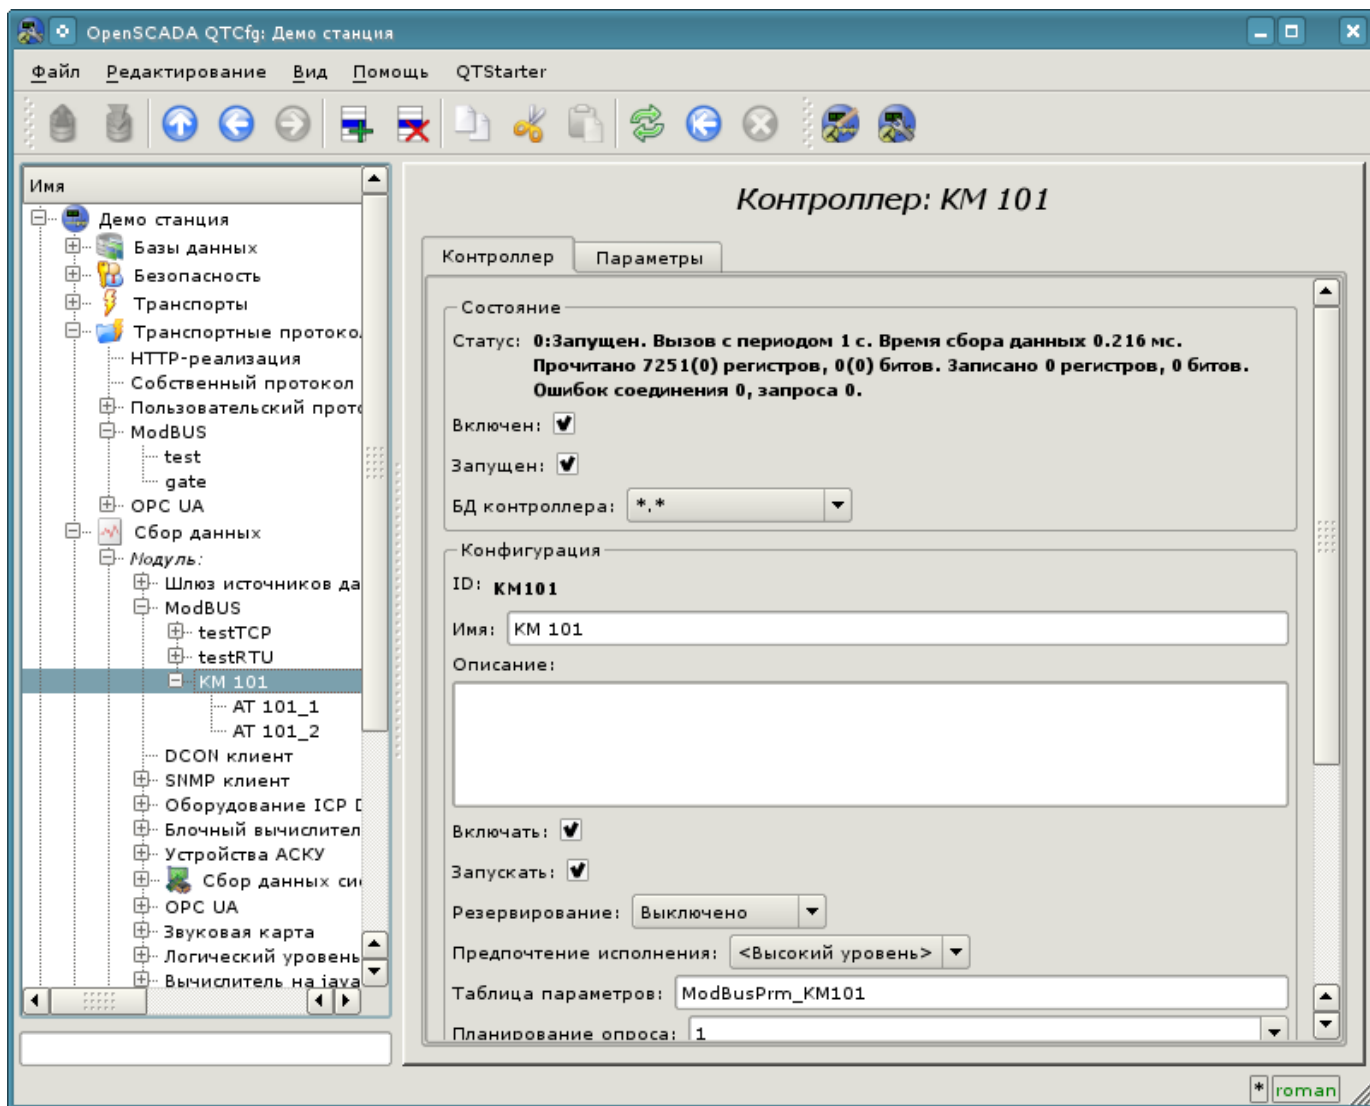 OpenSCADA QTCfg: Демо станция
Файл Редактирование Вид Помощь QTStarter
Имя
Демо станция
Базы данных
Безопасность
Транспорты
Транспортные протоко
HTTP-реализация
Собственный протокол
Пользовательский прото
ModBUS
test
gate
OPC UA
Сбор данных
Модуль:
Шлюз источников да
ModBUS
testTCP
testRTU
КМ 101
AT 101_1
AT 101_2
DCON клиент
SNMP клиент
Оборудование ICP D
Блочный вычислител
Устройства АСКУ
Сбор данных си
OPC UA
Звуковая карта
Логический уровень
Вычислитель на java
Контроллер: КМ 101
Контроллер Параметры
Состояние
Статус: 0:Запущен. Вызов с периодом 1 с. Время сбора данных 0.216 мс.
Прочитано 7251(0) регистров, 0(0) битов. Записано 0 регистров, 0 битов.
Ошибок соединения 0, запроса 0.
Включен:
Запущен:
БД контроллера: *.*
Конфигурация
ID: KM101
Имя: КМ 101
Описание:
Включать:
Запускать:
Резервирование: Выключено
Предпочтение исполнения: <Высокий уровень>
Таблица параметров: ModBusPrm_KM101
Планирование опроса: 1
* roman